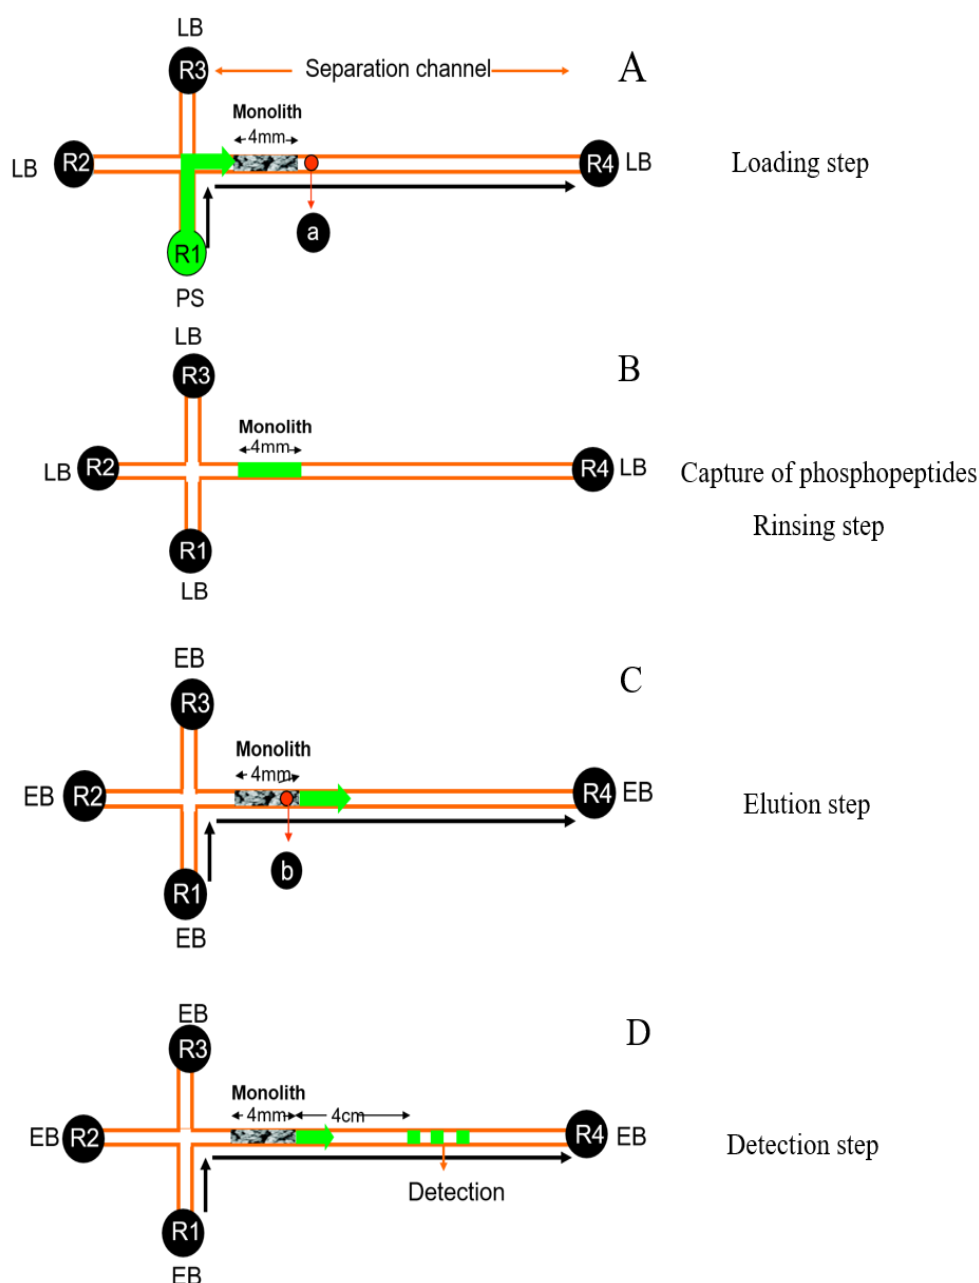 LB
R3
Separation channel
A
Monolith
4mm
LB
R2
R4
LB
Loading step
a
R1
PS
LB
R3
B
Monolith
4mm
LB
R2
R4
LB
Capture of phosphopeptides
Rinsing step
R1
LB
EB
R3
C
Monolith
4mm
EB
R2
R4
EB
Elution step
b
R1
EB
EB
R3
D
Monolith
4mm
4cm
EB
R2
R4
EB
Detection step
Detection
R1
EB